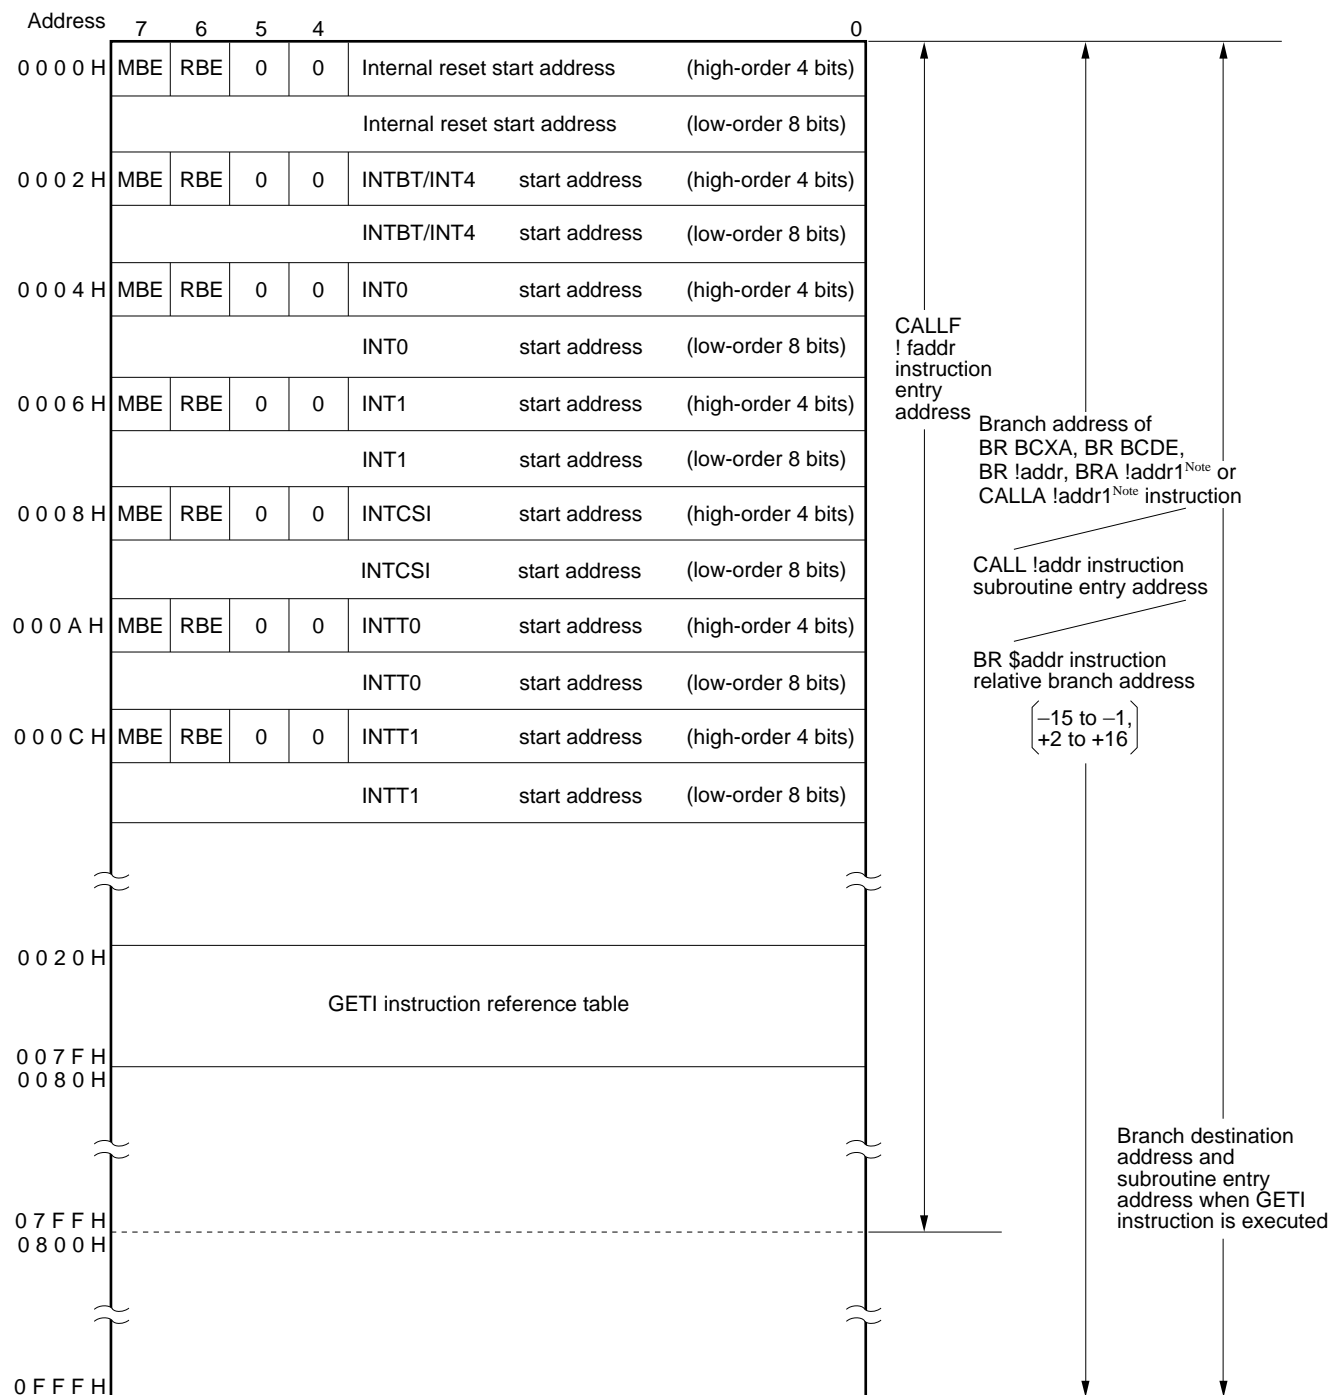 Address
7 6 5 4 0
0000H MBE RBE 0 0 Internal reset start address (high-order 4 bits)
Internal reset start address (low-order 8 bits)
0002H MBE RBE 0 0 INTBT/INT4 start address (high-order 4 bits)
INTBT/INT4 start address (low-order 8 bits)
0004H MBE RBE 0 0 INT0 start address (high-order 4 bits)
INT0 start address (low-order 8 bits)
0006H MBE RBE 0 0 INT1 start address (high-order 4 bits)
INT1 start address (low-order 8 bits)
0008H MBE RBE 0 0 INTCSI start address (high-order 4 bits)
INTCSI start address (low-order 8 bits)
000AH MBE RBE 0 0 INTT0 start address (high-order 4 bits)
INTT0 start address (low-order 8 bits)
000CH MBE RBE 0 0 INTT1 start address (high-order 4 bits)
INTT1 start address (low-order 8 bits)
0020H
GETI instruction reference table
007FH
0080H
07FFH
0800H
0FFFH
CALLF
! faddr
instruction
entry
address
Branch address of
BR BCXA, BR BCDE,
BR !addr, BRA !addr1Note or
CALLA !addr1Note instruction
CALL !addr instruction
subroutine entry address
BR $addr instruction
relative branch address
–15 to –1,
+2 to +16
Branch destination
address and
subroutine entry
address when GETI
instruction is executed